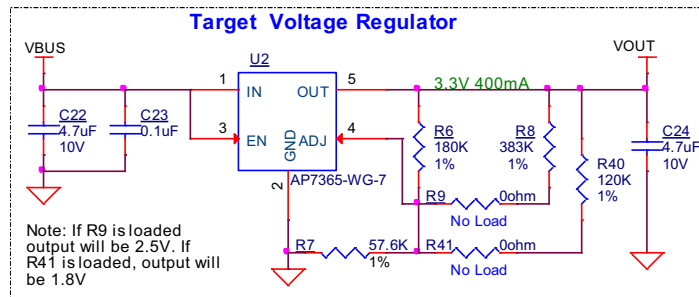 Target Voltage Regulator
VBUS
VOUT
U2
1
IN
OUT
5
3.3V 400mA
3
EN
GND
ADJ
4
2
AP7365-WG-7
C22
4.7uF
10V
C23
0.1uF
R6
180K
1%
R8
383K
1%
R40
120K
1%
C24
4.7uF
10V
R9
0ohm
No Load
R7
57.6K
1%
R41
0ohm
No Load
Note: If R9 is loaded
output will be 2.5V. If
R41 is loaded, output will
be 1.8V